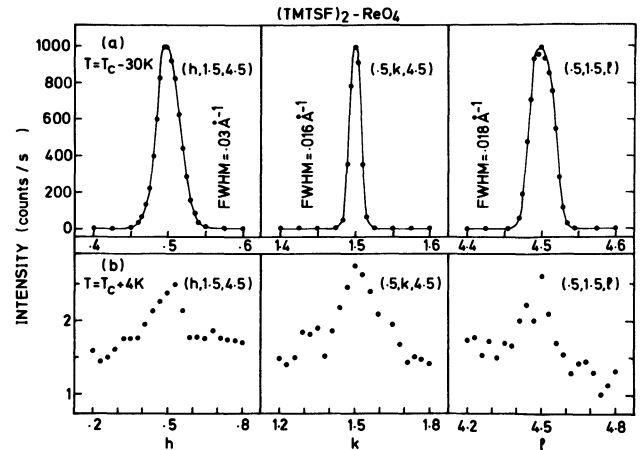 (TMTSF)2-ReO4
(a)
T=TC-30K
(h,1.5,4.5)
(.5,k,4.5)
(.5,1.5,ℓ)
FWHM=.03Å-1
FWHM=.016Å-1
FWHM=.018Å-1
INTENSITY (counts/s)
1000
800
600
400
200
0
.4 .5 .6
1.4 1.5 1.6
4.4 4.5 4.6
(b)
T=TC+4K
(h,1.5,4.5)
(.5,k,4.5)
(.5,1.5,ℓ)
2
1
.2 .5 .8
1.2 1.5 1.8
4.2 4.5 4.8
h k ℓ